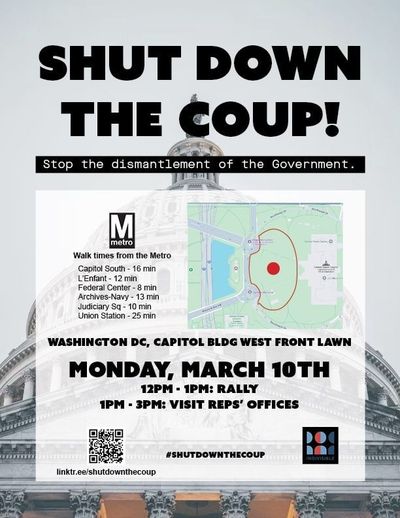 SHUT DOWN
THE COUP!
Stop the dismantlement of the Government.
M
metro
Walk times from the Metro
Capitol South - 16 min
L'Enfant - 12 min
Federal Center - 8 min
Archives-Navy - 13 min
Judiciary Sq - 10 min
Union Station - 25 min
WASHINGTON DC, CAPITOL BLDG WEST FRONT LAWN
MONDAY, MARCH 10TH
12PM - 1PM: RALLY
1PM - 3PM: VISIT REPS' OFFICES
#SHUTDOWNTHECOUP
INDIVISIBLE
linktr.ee/shutdownthecoup